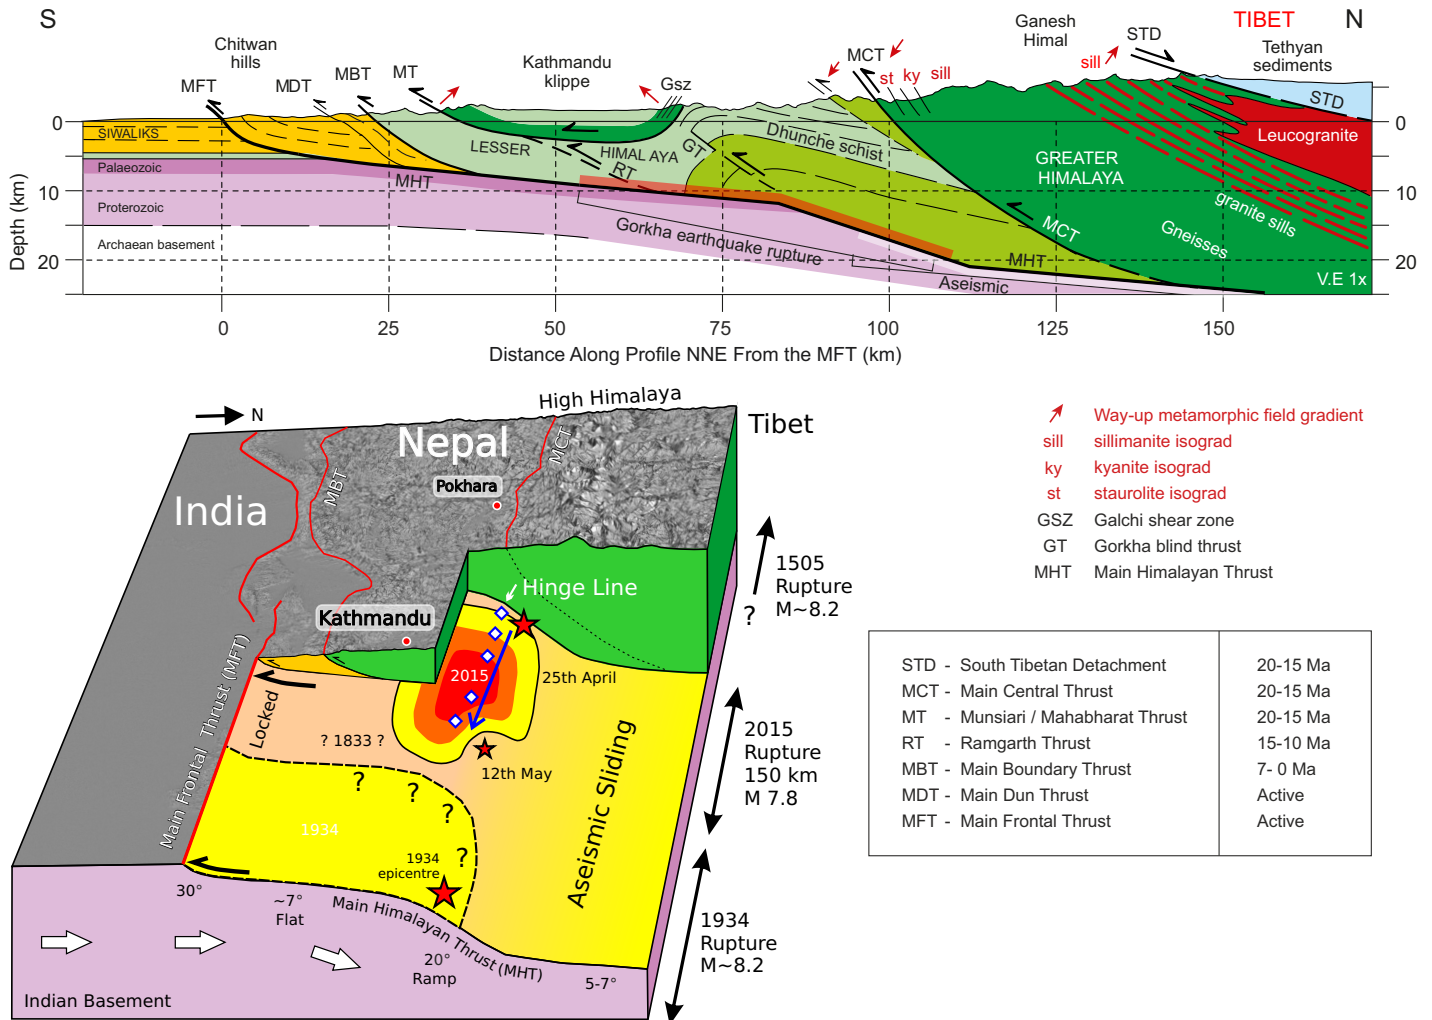 S
Chitwan
hills
MFT
MDT
MBT
MT
Kathmandu
klippe
Gsz
MCT
st
ky
sill
Ganesh
Himal
sill
STD
TIBET
N
Tethyan
sediments
0
10
20
Depth (km)
SIWALIKS
Palaeozoic
Proterozoic
Archaean basement
MHT
LESSER
HIMALAYA
RT
GT
Dhunche schist
Gorkha earthquake rupture
MHT
Aseismic
MCT
GREATER
HIMALAYA
Gneisses
granite sills
Leucogranite
STD
V.E 1x
0
10
20
0
25
50
75
100
125
150
Distance Along Profile NNE From the MFT (km)
N
High Himalaya
Tibet
Nepal
MCT
MBT
Pokhara
India
Kathmandu
Hinge Line
2015
25th April
12th May
? 1833 ?
Locked
Main Frontal Thrust (MFT)
?
?
?
?
1934
1934
epicentre
Aseismic Sliding
30°
~7°
Flat
Main Himalayan Thrust (MHT)
20°
Ramp
5-7°
Indian Basement
1505
Rupture
M~8.2
?
2015
Rupture
150 km
M 7.8
1934
Rupture
M~8.2
Way-up metamorphic field gradient
sill sillimanite isograd
ky kyanite isograd
st staurolite isograd
GSZ Galchi shear zone
GT Gorkha blind thrust
MHT Main Himalayan Thrust
STD - South Tibetan Detachment 20-15 Ma
MCT - Main Central Thrust 20-15 Ma
MT - Munsiari / Mahabharat Thrust 20-15 Ma
RT - Ramgarth Thrust 15-10 Ma
MBT - Main Boundary Thrust 7- 0 Ma
MDT - Main Dun Thrust Active
MFT - Main Frontal Thrust Active